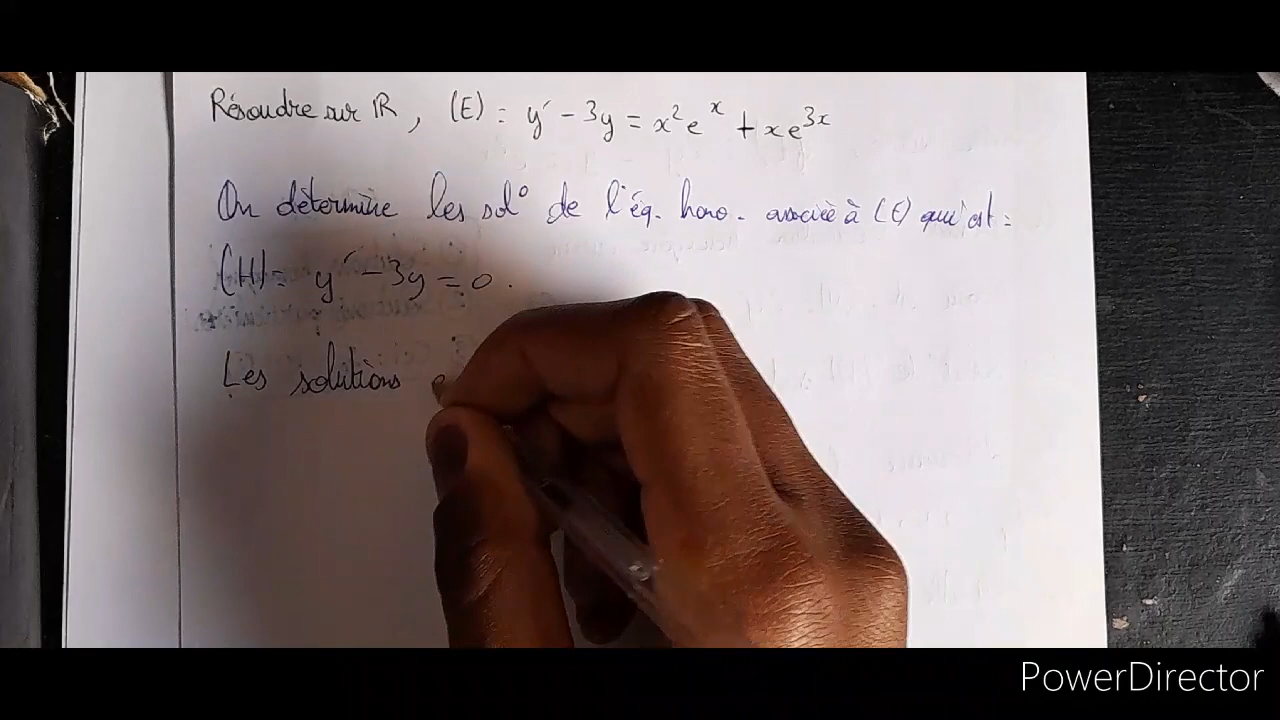 Résoudre sur ℝ, (E) : y' - 3y = x²eˣ + xe³ˣ
On détermine les sol° de l'éq. homo. associée à (E) qui est :
(H) : y' - 3y = 0.
Les solutions
PowerDirector